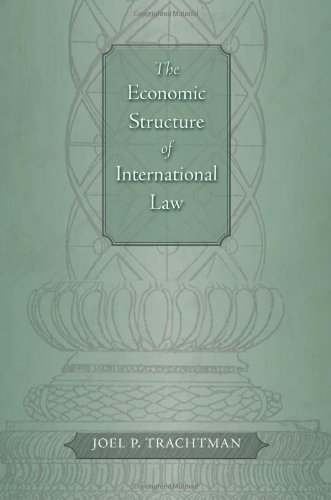 The
Economic
Structure
of
International
Law
JOEL P. TRACHTMAN